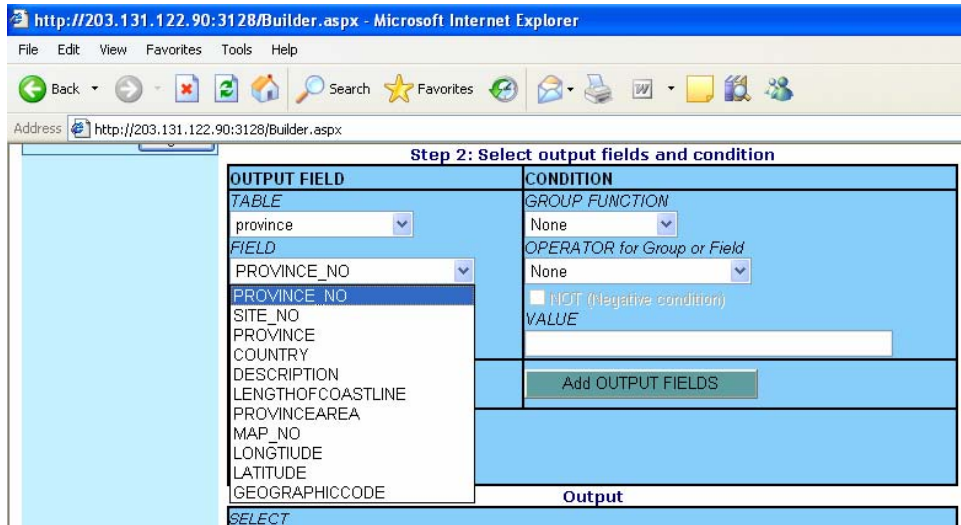 http://203.131.122.90:3128/Builder.aspx - Microsoft Internet Explorer
File Edit View Favorites Tools Help
Back Search Favorites
Address http://203.131.122.90:3128/Builder.aspx
Step 2: Select output fields and condition
OUTPUT FIELD CONDITION
TABLE GROUP FUNCTION
province None
FIELD OPERATOR for Group or Field
PROVINCE_NO None
PROVINCE_NO NOT (Negative condition)
SITE_NO VALUE
PROVINCE
COUNTRY
DESCRIPTION Add OUTPUT FIELDS
LENGTHOFCOASTLINE
PROVINCEAREA
MAP_NO
LONGTIUDE
LATITUDE
GEOGRAPHICCODE
Output
SELECT